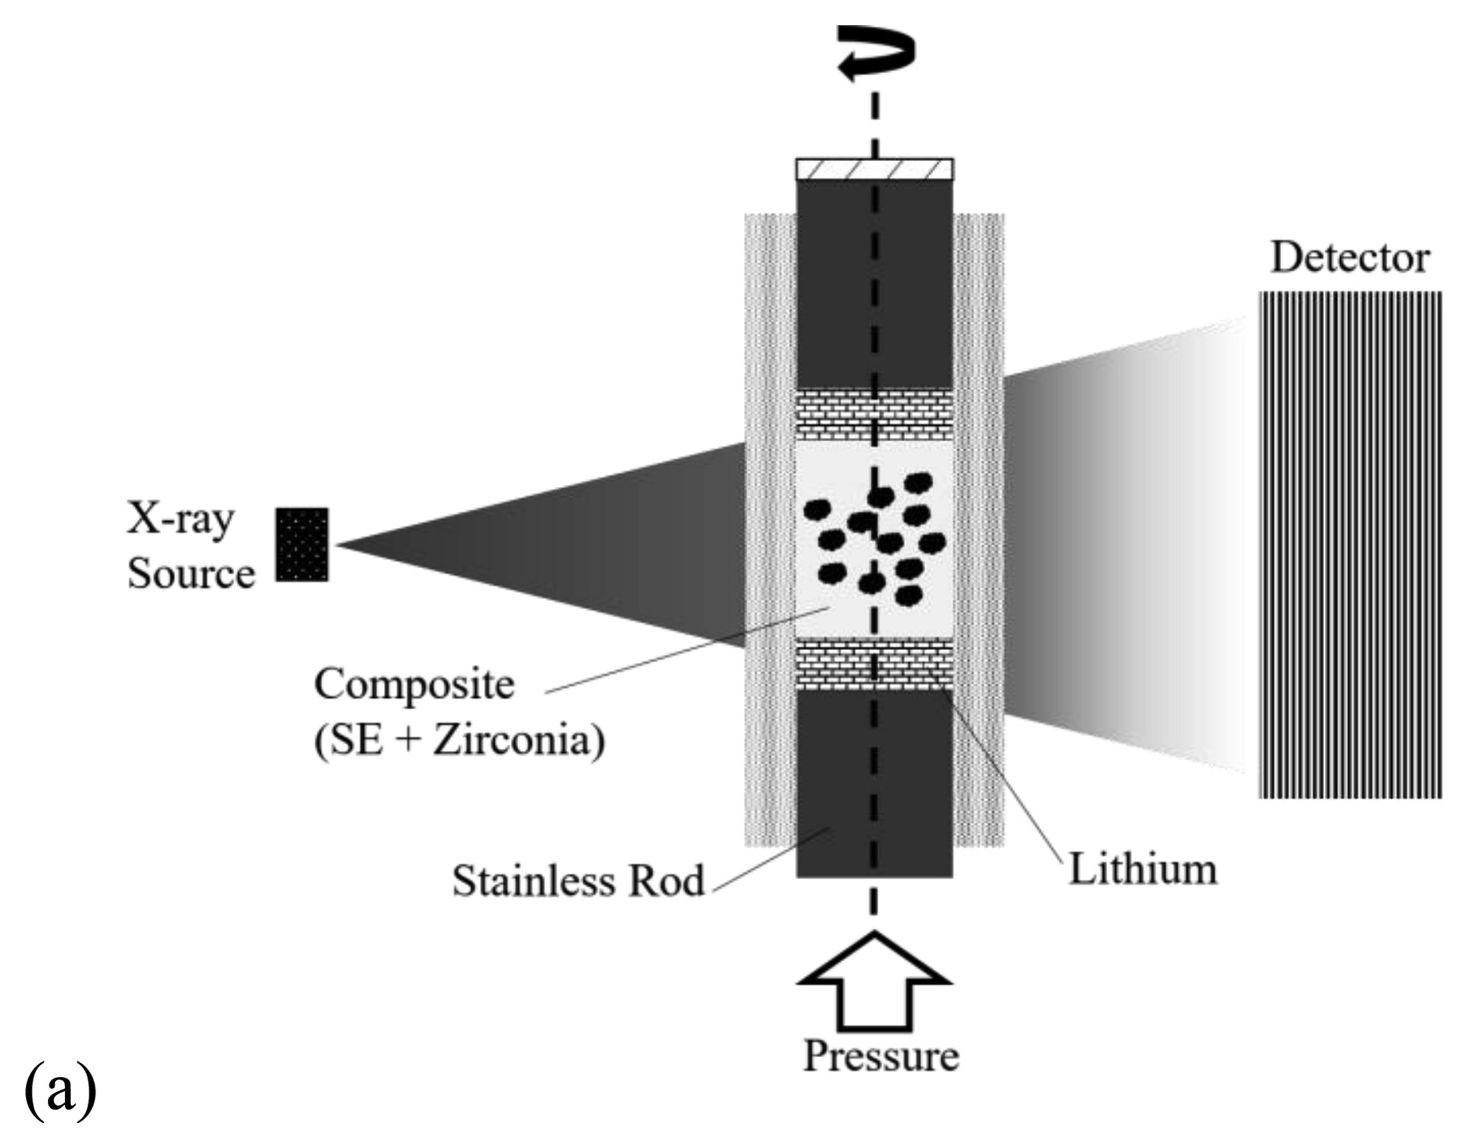 Detector
X-ray
Source
Composite
(SE + Zirconia)
Stainless Rod
Lithium
Pressure
(a)